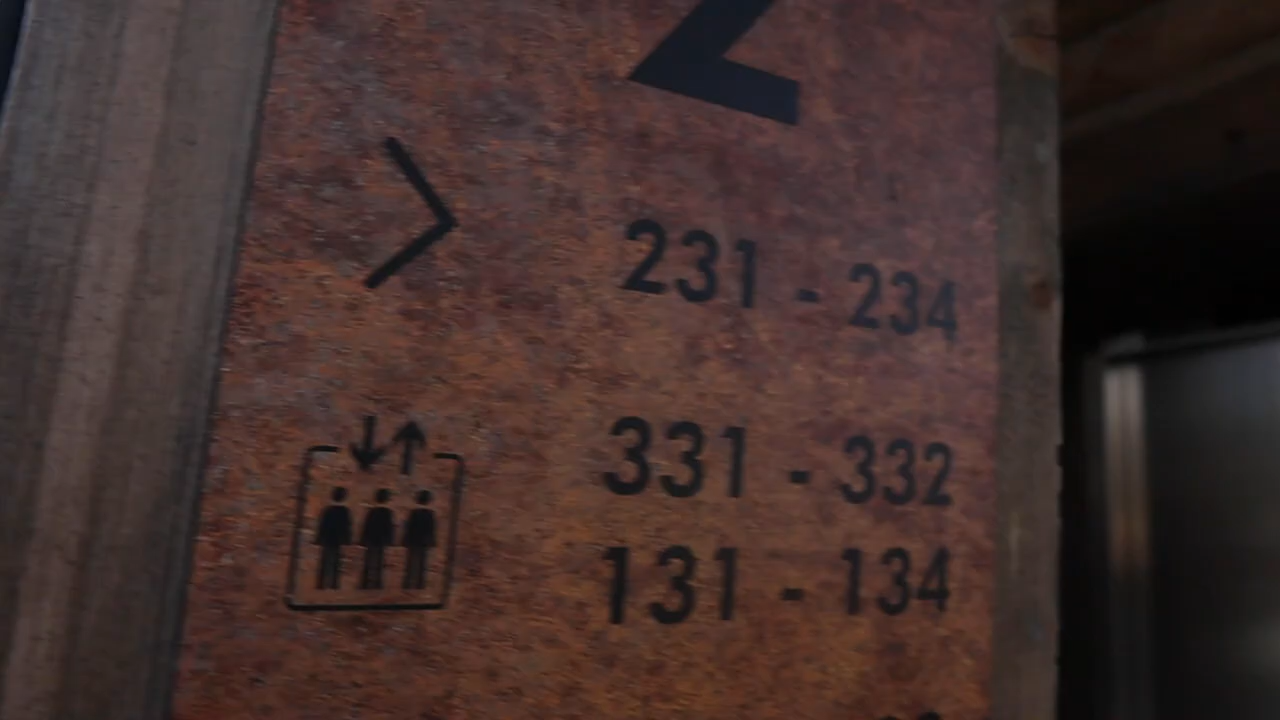 2
231 - 234
331 - 332
131 - 134